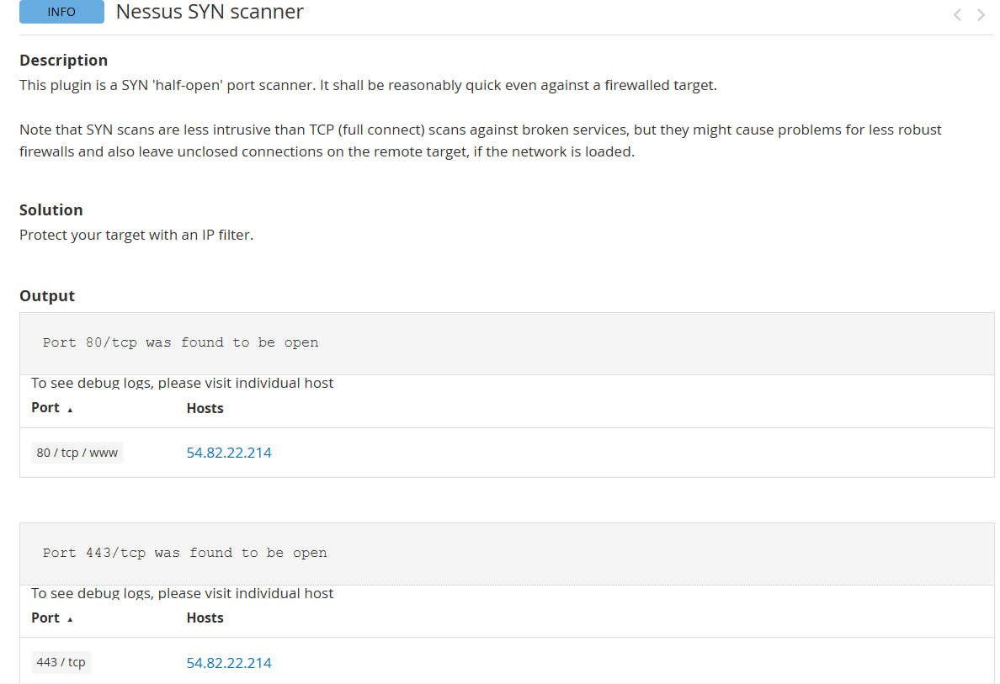 INFO Nessus SYN scanner
Description
This plugin is a SYN 'half-open' port scanner. It shall be reasonably quick even against a firewalled target.
Note that SYN scans are less intrusive than TCP (full connect) scans against broken services, but they might cause problems for less robust
firewalls and also leave unclosed connections on the remote target, if the network is loaded.
Solution
Protect your target with an IP filter.
Output
Port 80/tcp was found to be open
To see debug logs, please visit individual host
Port ▲ Hosts
80 / tcp / www 54.82.22.214
Port 443/tcp was found to be open
To see debug logs, please visit individual host
Port ▲ Hosts
443 / tcp 54.82.22.214